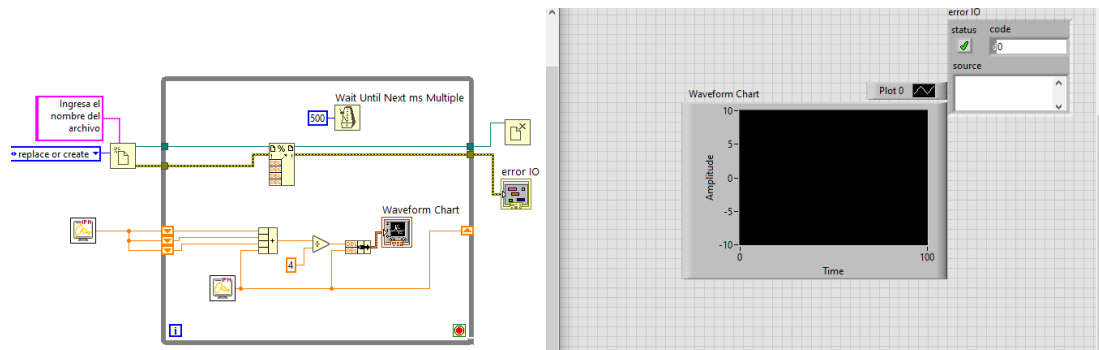 Ingresa el
nombre del
archivo
replace or create
Wait Until Next ms Multiple
500
error IO
Waveform Chart
4
i
error IO
status
code
0
source
Waveform Chart
Plot 0
Amplitude
10
5
0
-5
-10
0
100
Time